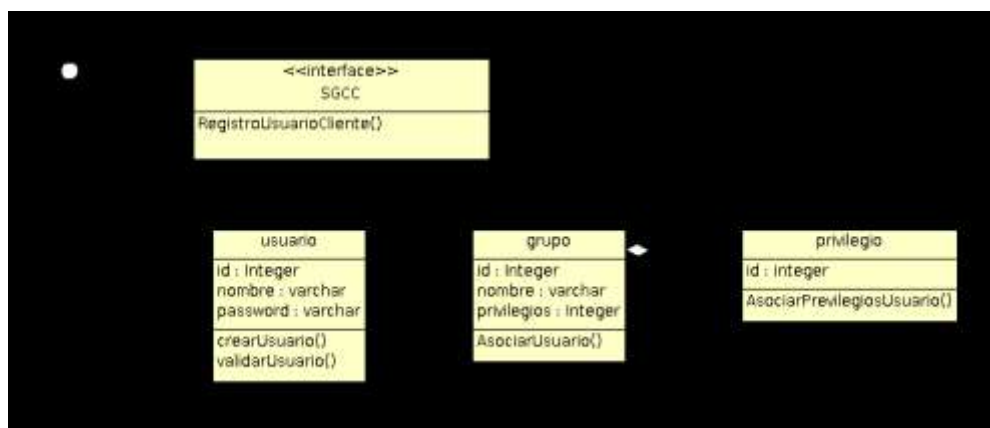 <<interface>>
SGCC
RegistroUsuarioCliente()
usuario
id : Integer
nombre : varchar
password : varchar
crearUsuario()
validarUsuario()
grupo
id : Integer
nombre : varchar
privilegios : Integer
AsociarUsuario()
privilegio
id : Integer
AsociarPrevilegiosUsuario()